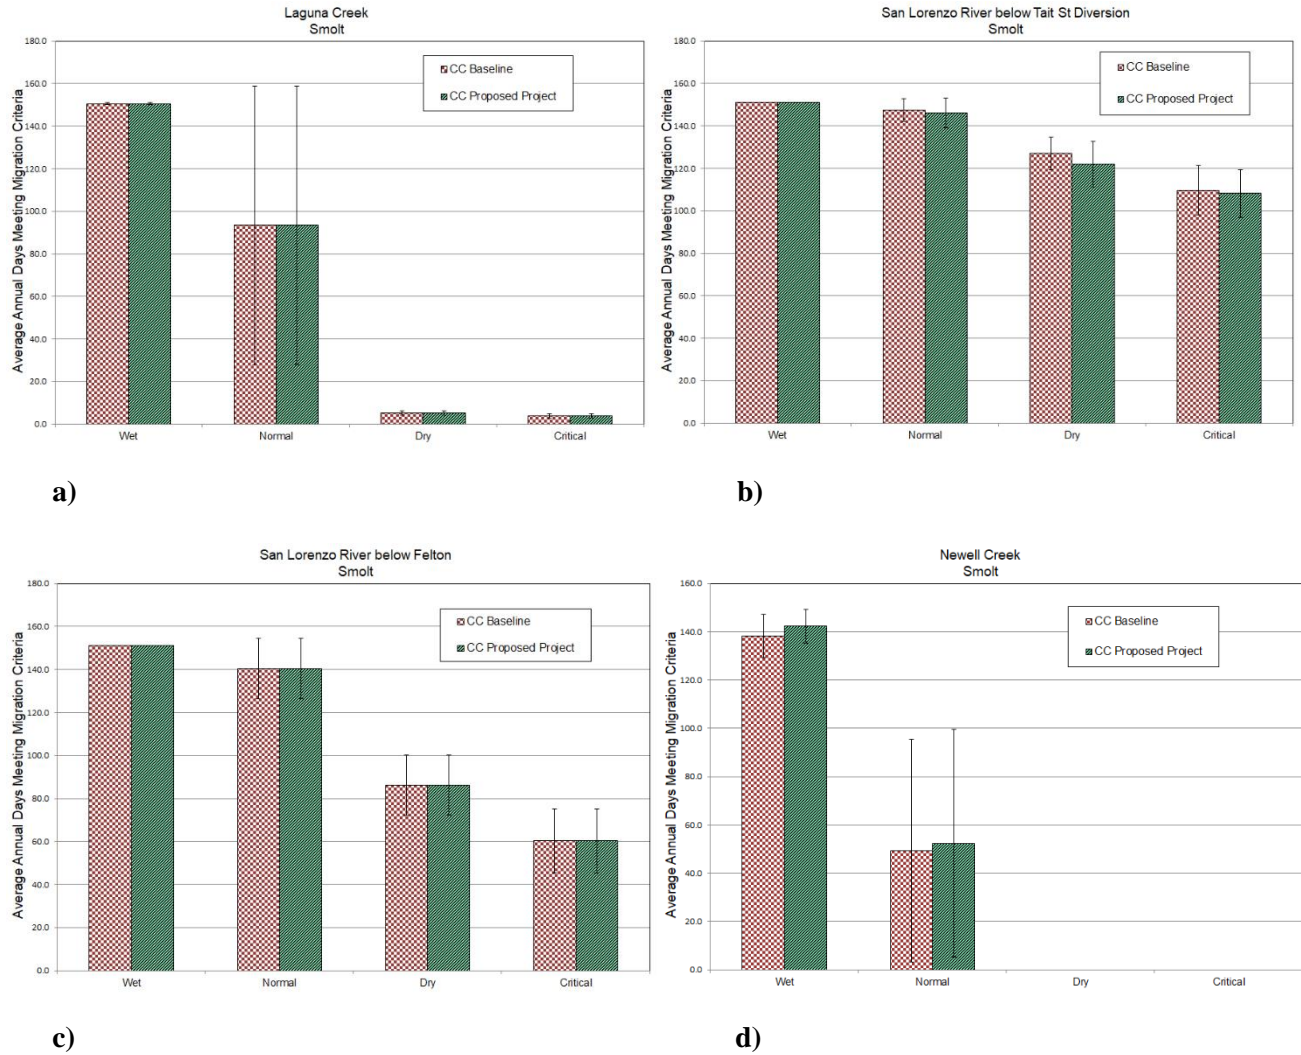 Laguna Creek
Smolt
Average Annual Days Meeting Migration Criteria
180.0
160.0
140.0
120.0
100.0
80.0
60.0
40.0
20.0
0.0
CC Baseline
CC Proposed Project
Wet Normal Dry Critical
a)
San Lorenzo River below Tait St Diversion
Smolt
Average Annual Days Meeting Migration Criteria
180.0
160.0
140.0
120.0
100.0
80.0
60.0
40.0
20.0
0.0
CC Baseline
CC Proposed Project
Wet Normal Dry Critical
b)
San Lorenzo River below Felton
Smolt
Average Annual Days Meeting Migration Criteria
180.0
160.0
140.0
120.0
100.0
80.0
60.0
40.0
20.0
0.0
CC Baseline
CC Proposed Project
Wet Normal Dry Critical
c)
Newell Creek
Smolt
Average Annual Days Meeting Migration Criteria
160.0
140.0
120.0
100.0
80.0
60.0
40.0
20.0
0.0
CC Baseline
CC Proposed Project
Wet Normal Dry Critical
d)